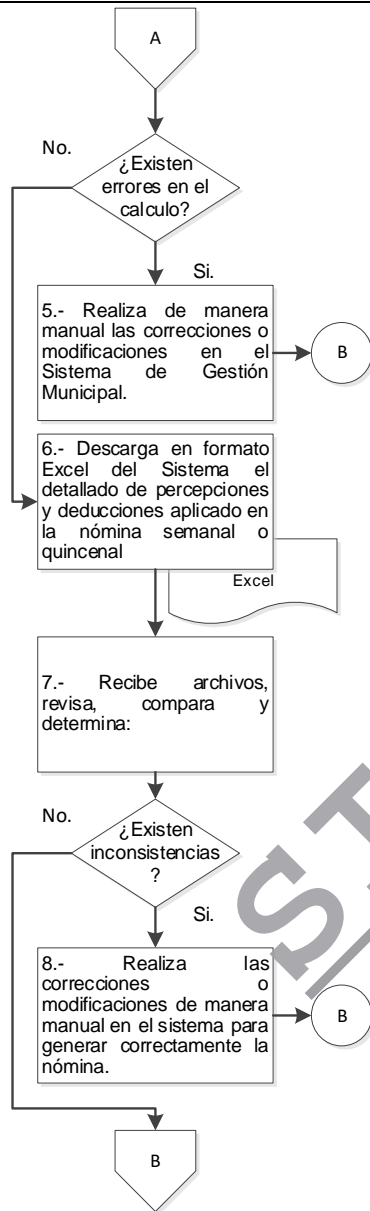 A
No.
¿Existen
errores en el
calculo?
Si.
5.- Realiza de manera
manual las correcciones o
modificaciones en el
Sistema de Gestión
Municipal.
B
6.- Descarga en formato
Excel del Sistema el
detallado de percepciones
y deducciones aplicado en
la nómina semanal o
quincenal
Excel
7.- Recibe archivos,
revisa, compara y
determina:
No.
¿Existen
inconsistencias
?
Si.
8.- Realiza las
correcciones o
modificaciones de manera
manual en el sistema para
generar correctamente la
nómina.
B
B